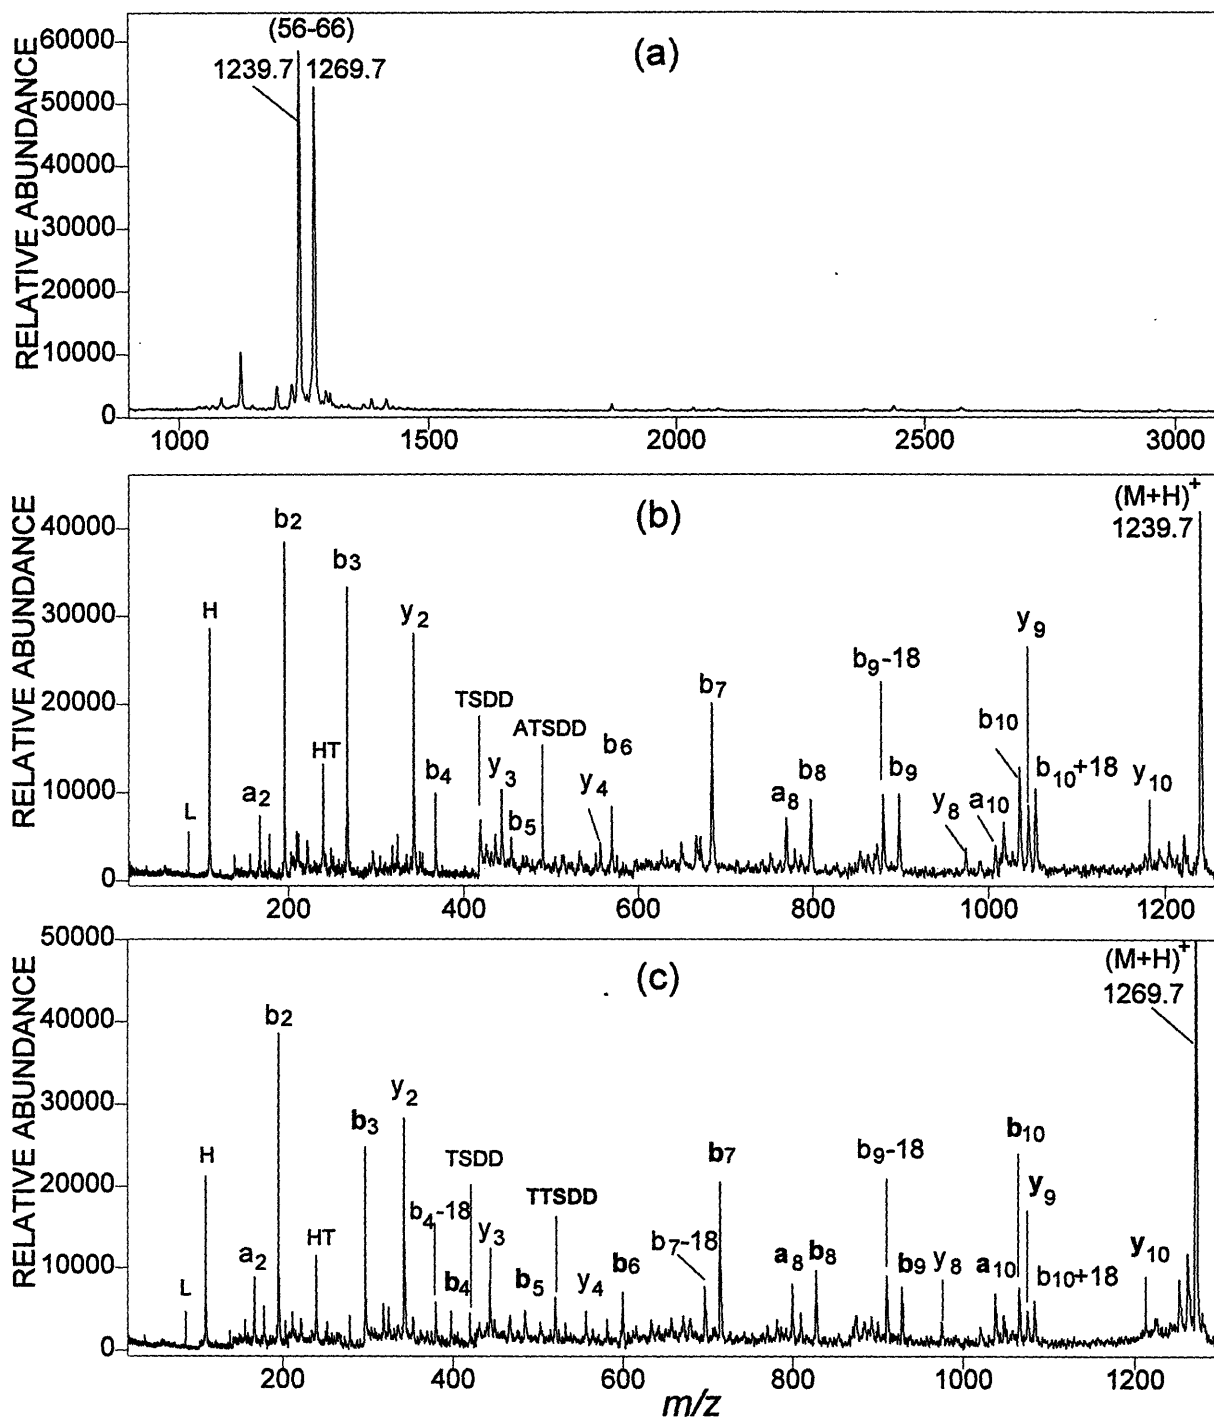 (56-66)
(a)
1239.7
1269.7
RELATIVE ABUNDANCE
60000
50000
40000
30000
20000
10000
0
1000
1500
2000
2500
3000
(M+H)+
1239.7
(b)
RELATIVE ABUNDANCE
40000
30000
20000
10000
0
b2
b3
H
y2
TSDD
ATSDD
b7
b9-18
y9
b10
HT
L
a2
b4
y3
b5
y4
b6
a8
b8
b9
y8
a10
b10+18
y10
200
400
600
800
1000
1200
(M+H)+
1269.7
(c)
RELATIVE ABUNDANCE
50000
40000
30000
20000
10000
0
b2
y2
b3
H
TSDD
b7
b9-18
b10
y9
TTSDD
b4-18
HT
L
a2
b4
y3
b5
y4
b6
b7-18
a8
b8
b9
y8
a10
b10+18
y10
200
400
600
800
1000
1200
m/z